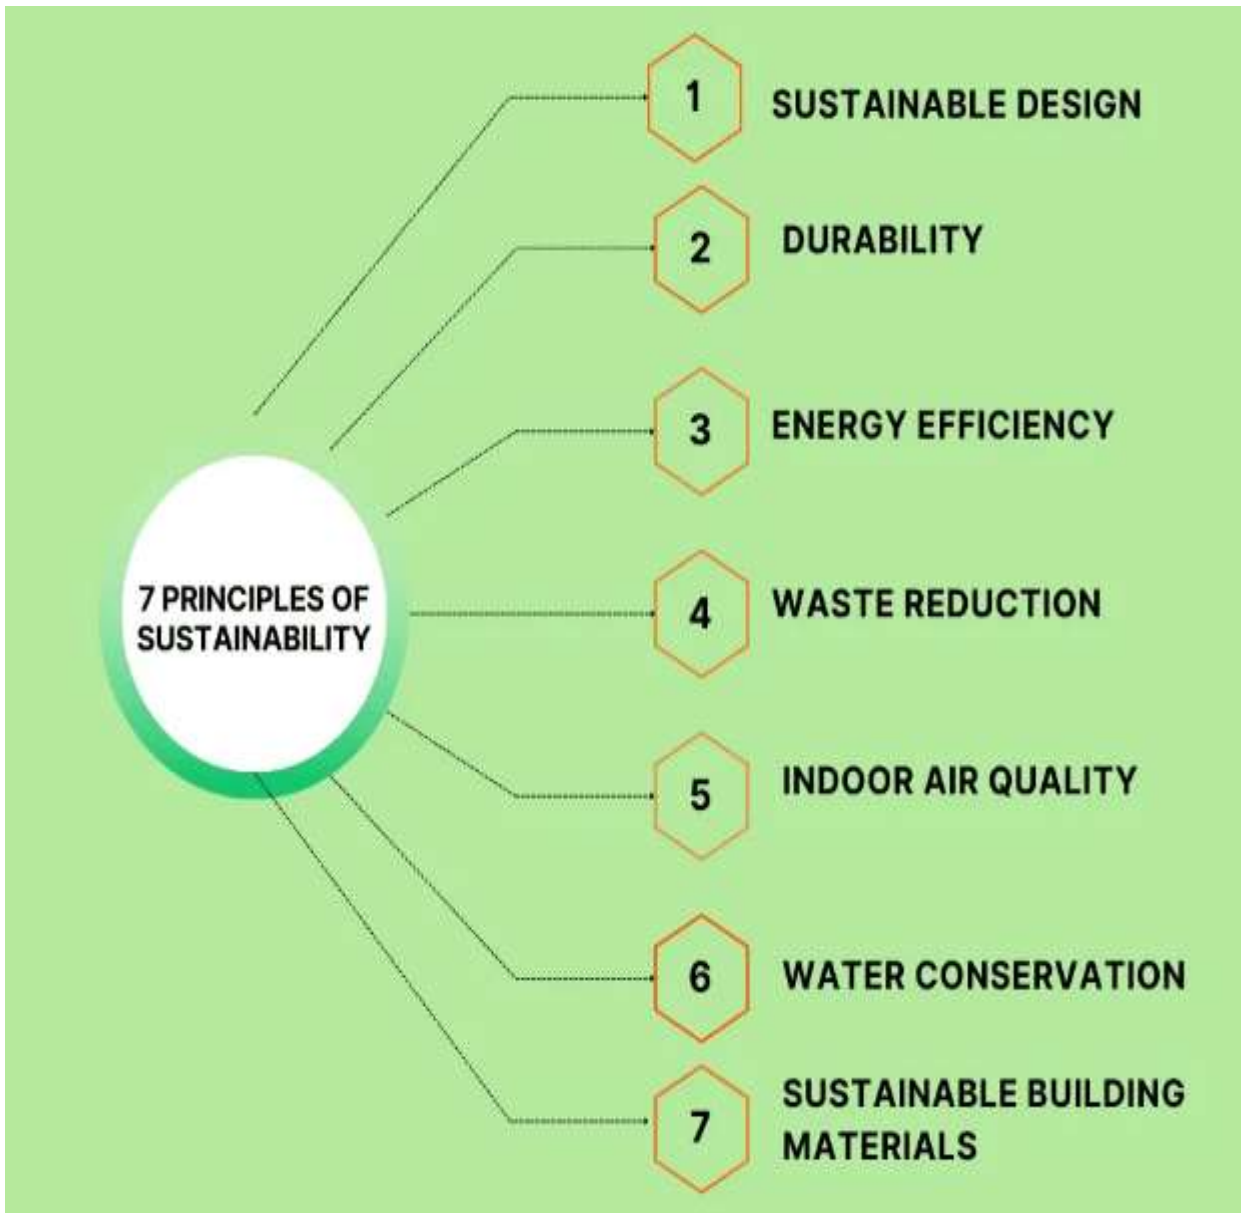 7 PRINCIPLES OF
SUSTAINABILITY
1
SUSTAINABLE DESIGN
2
DURABILITY
3
ENERGY EFFICIENCY
4
WASTE REDUCTION
5
INDOOR AIR QUALITY
6
WATER CONSERVATION
7
SUSTAINABLE BUILDING
MATERIALS